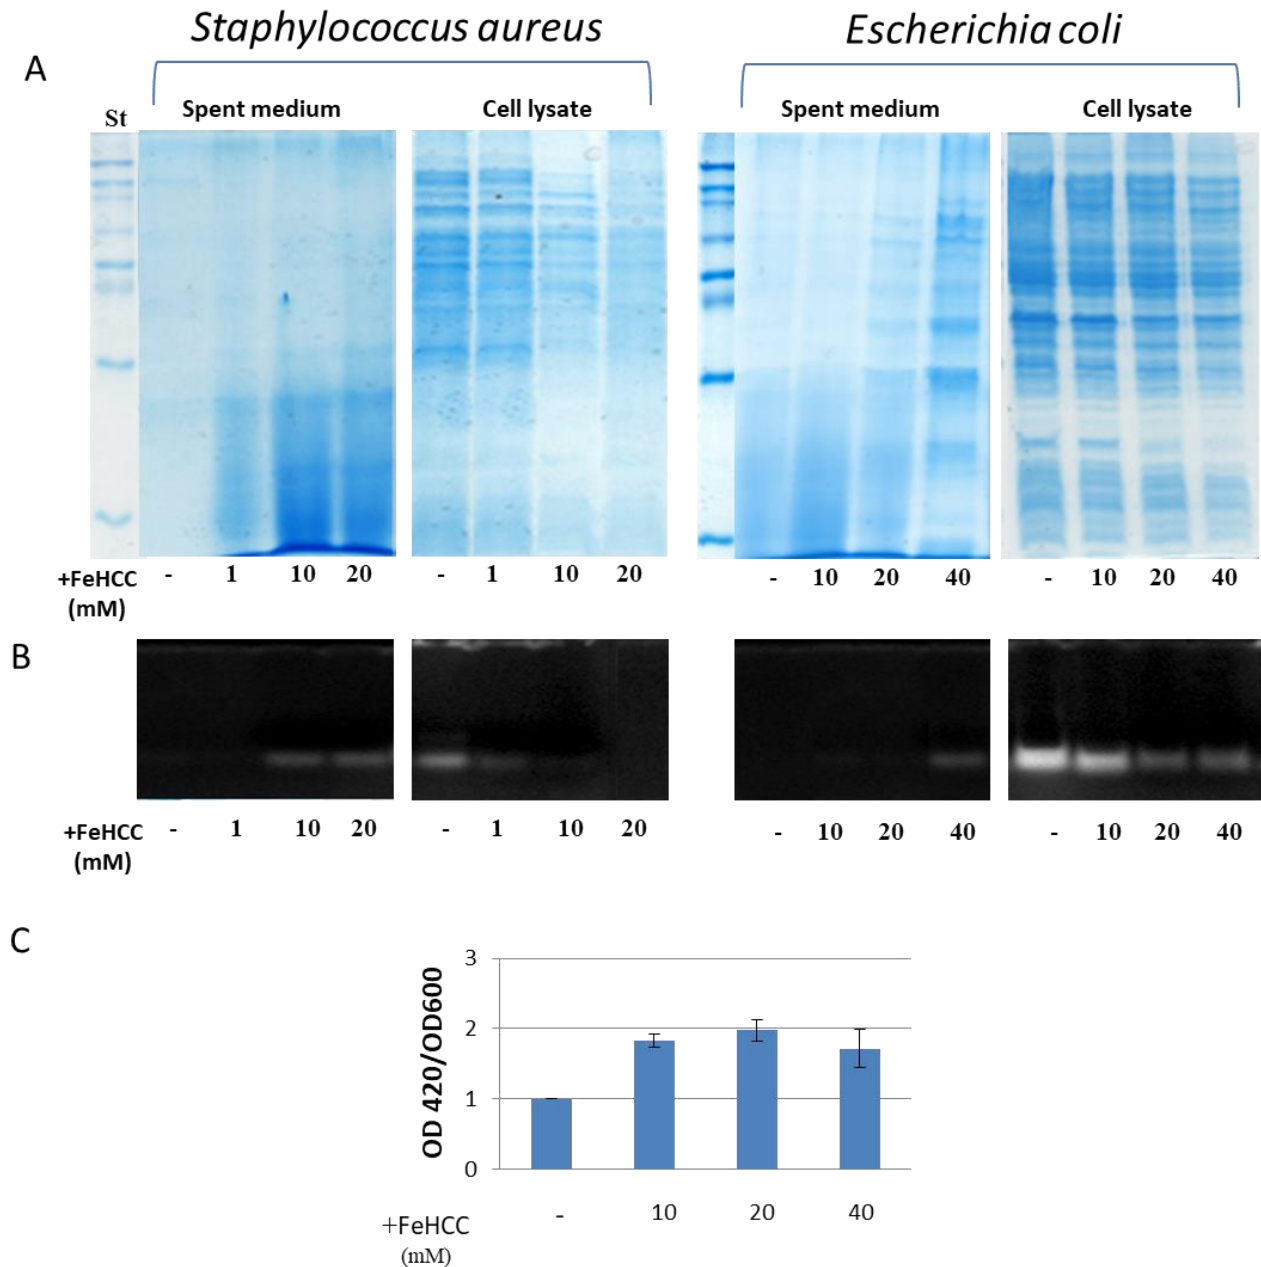 Staphylococcus aureus Escherichia coli
A
Spent medium Cell lysate Spent medium Cell lysate
St
+FeHCC - 1 10 20 - 1 10 20 - 10 20 40 - 10 20 40
(mM)
B
+FeHCC - 1 10 20 - 1 10 20 - 10 20 40 - 10 20 40
(mM)
C
3
2
1
0
OD 420/OD600
+FeHCC - 10 20 40
(mM)